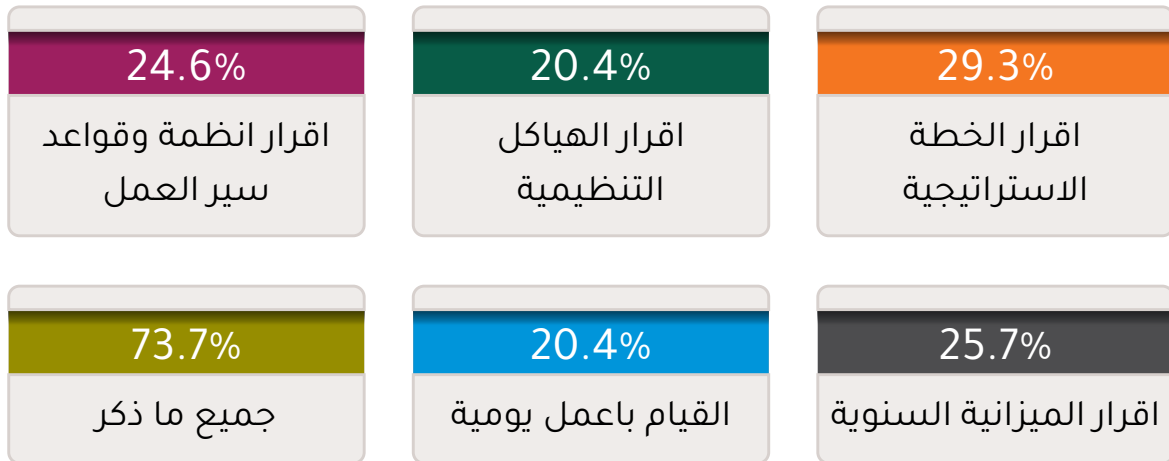 29.3%
اقرار الخطة
الاستراتيجية
20.4%
اقرار الهياكل
التنظيمية
24.6%
اقرار انظمة وقواعد
سير العمل
25.7%
اقرار الميزانية السنوية
20.4%
القيام باعمل يومية
73.7%
جميع ما ذكر